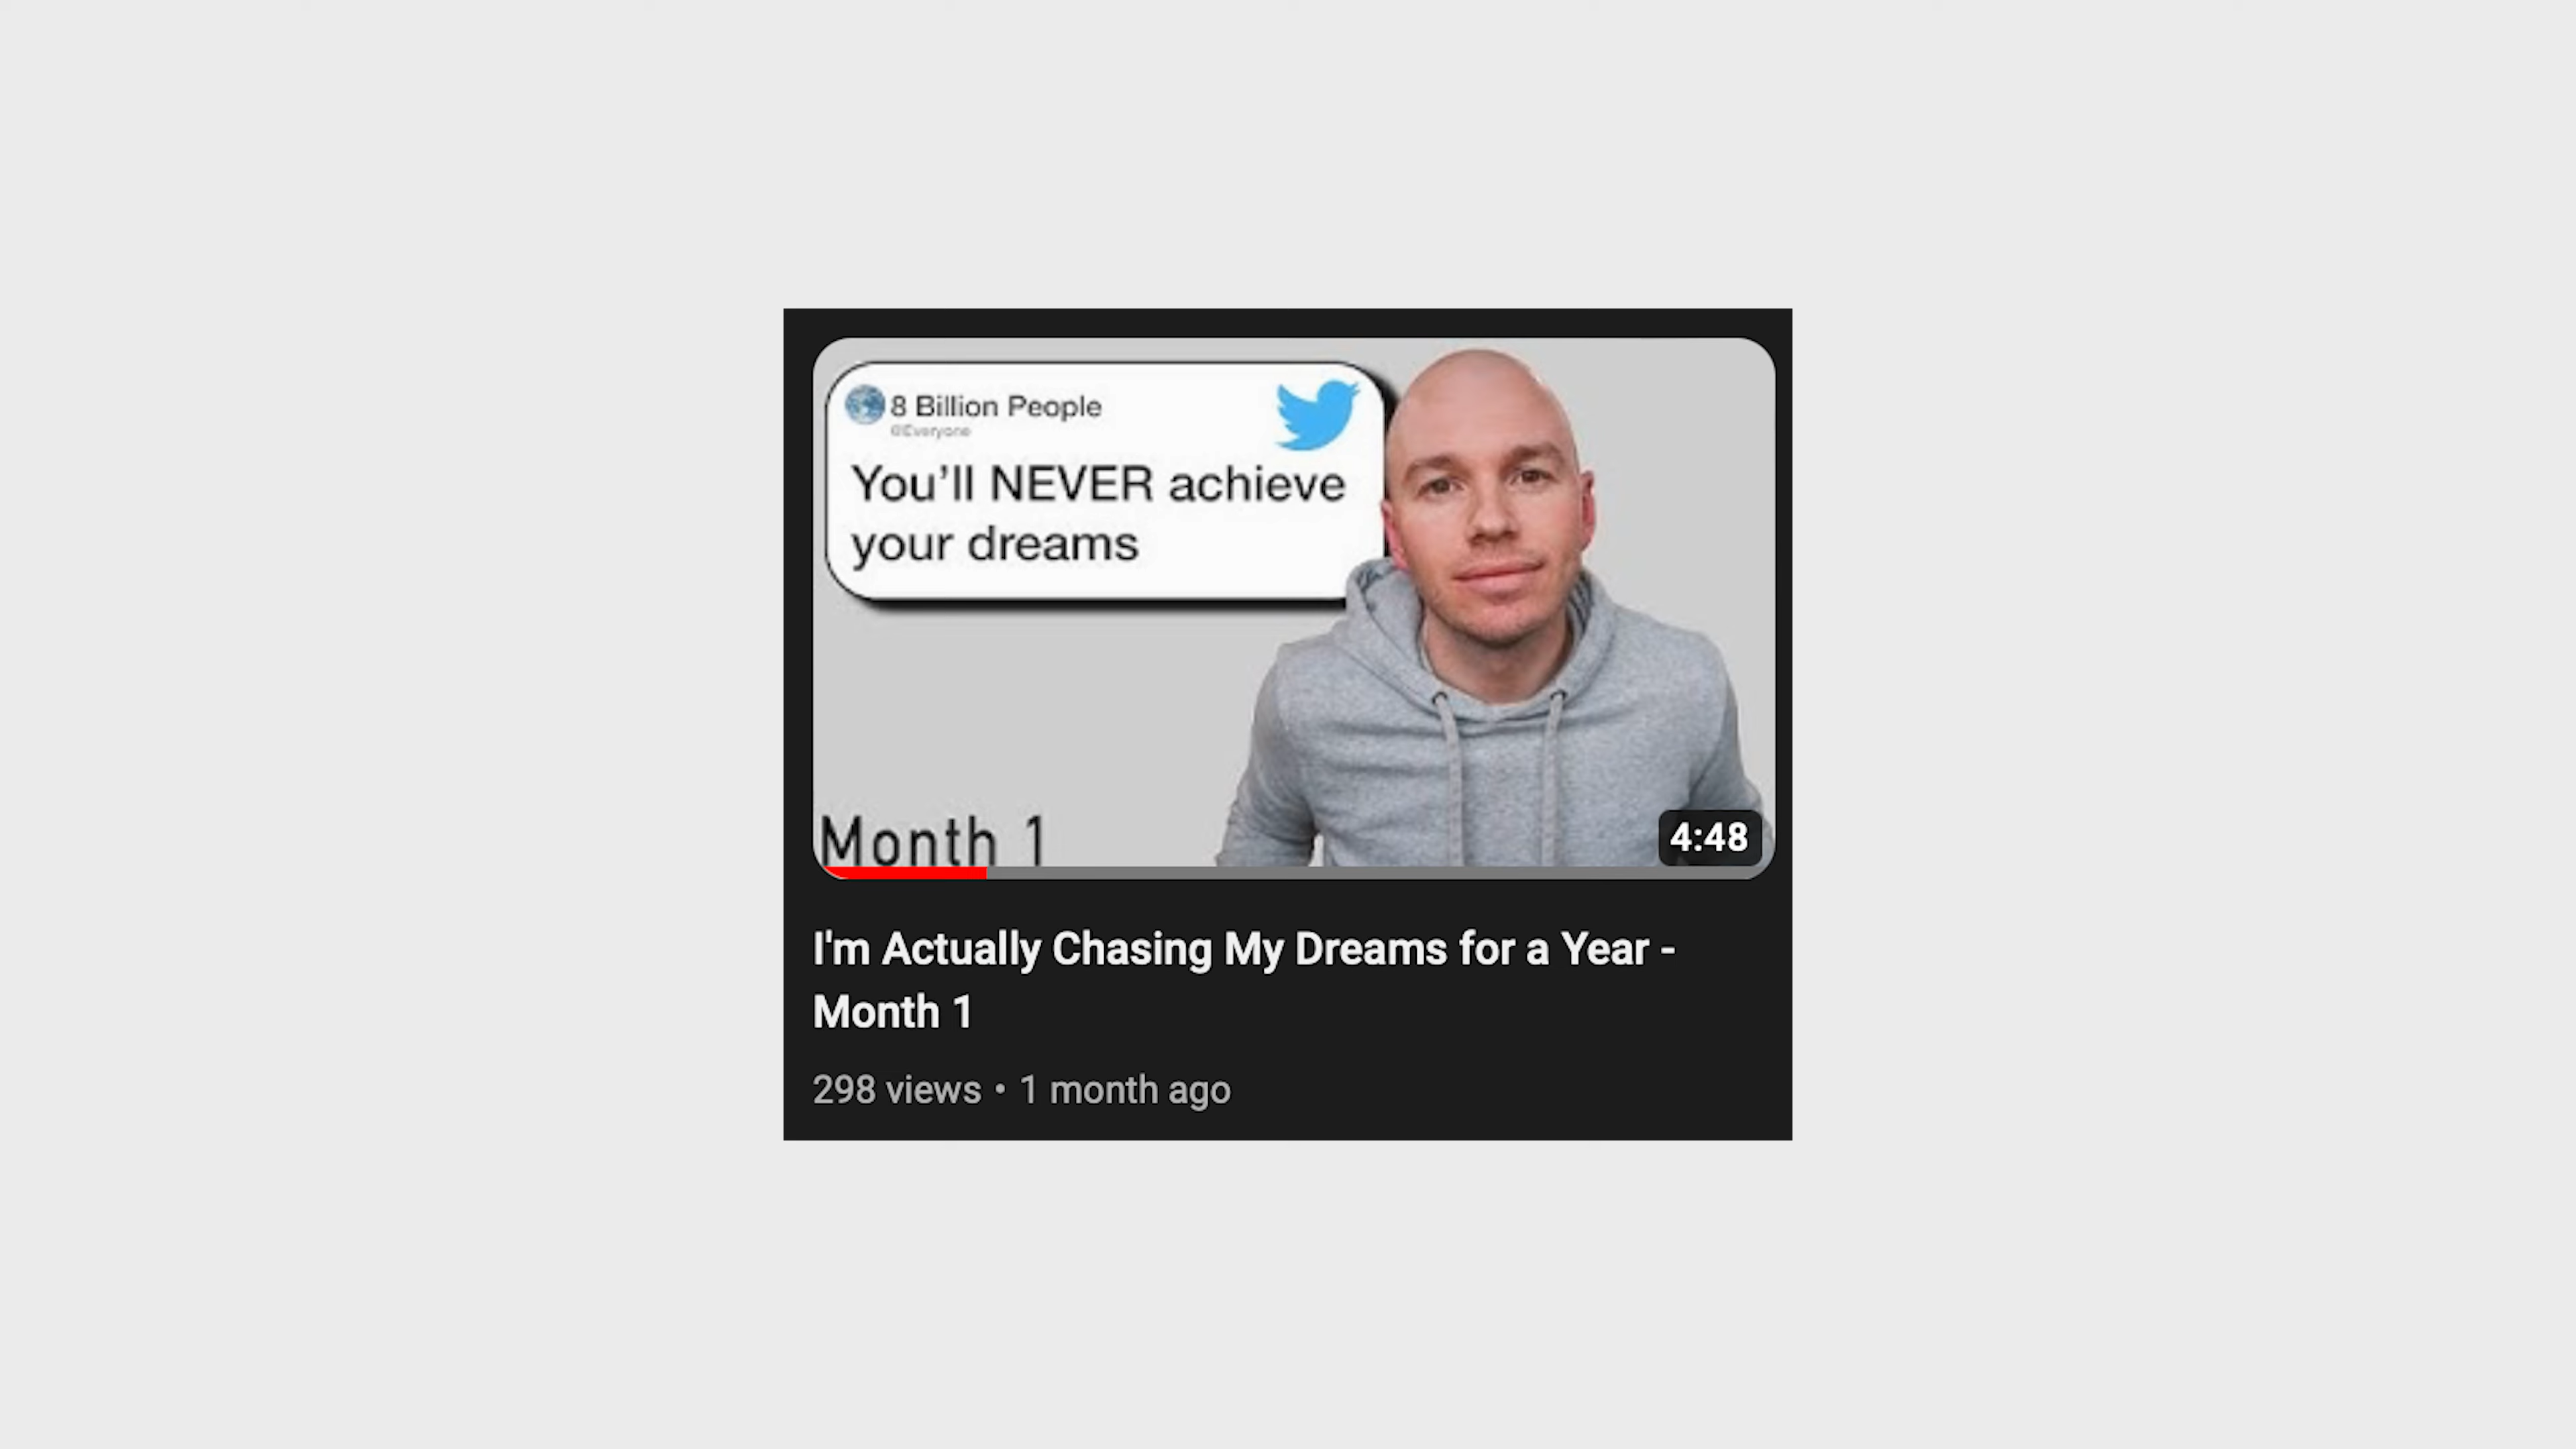 8 Billion People
@Everyone
You’ll NEVER achieve
your dreams
Month 1
4:48
I'm Actually Chasing My Dreams for a Year -
Month 1
298 views • 1 month ago